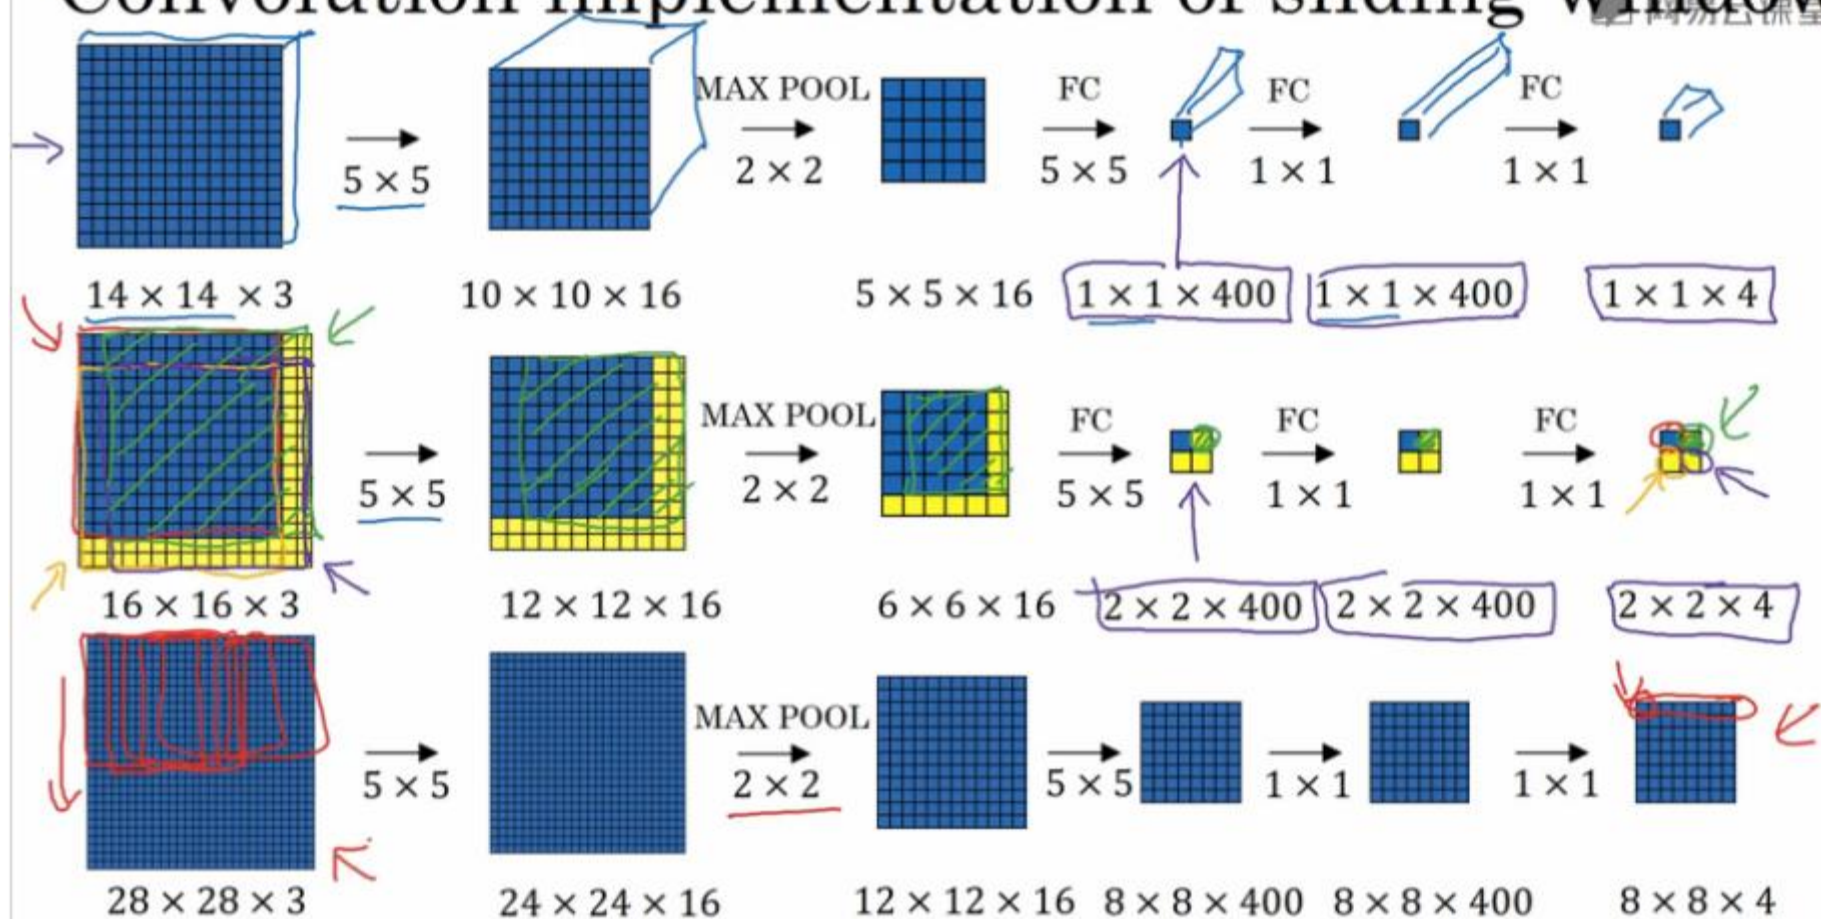 Convolution implementation of sliding window
网易云课堂
MAX POOL FC FC FC
5 × 5 2 × 2 5 × 5 1 × 1 1 × 1
14 × 14 × 3 10 × 10 × 16 5 × 5 × 16 1 × 1 × 400 1 × 1 × 400 1 × 1 × 4
MAX POOL FC FC FC
5 × 5 2 × 2 5 × 5 1 × 1 1 × 1
16 × 16 × 3 12 × 12 × 16 6 × 6 × 16 2 × 2 × 400 2 × 2 × 400 2 × 2 × 4
MAX POOL
5 × 5 2 × 2 5 × 5 1 × 1 1 × 1
28 × 28 × 3 24 × 24 × 16 12 × 12 × 16 8 × 8 × 400 8 × 8 × 400 8 × 8 × 4